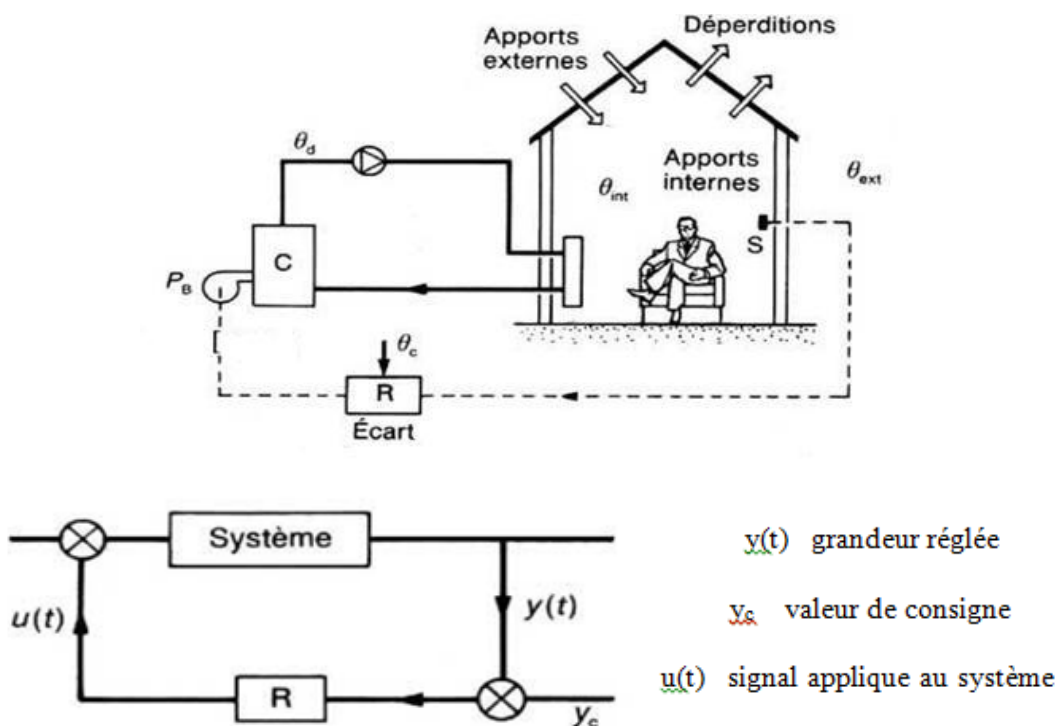 Déperditions
Apports
externes
θd
Apports
internes
θint
θext
S
C
PB
θc
R
Écart
Système
y(t) grandeur réglée
u(t)
y(t)
yc valeur de consigne
R
yc
u(t) signal applique au système